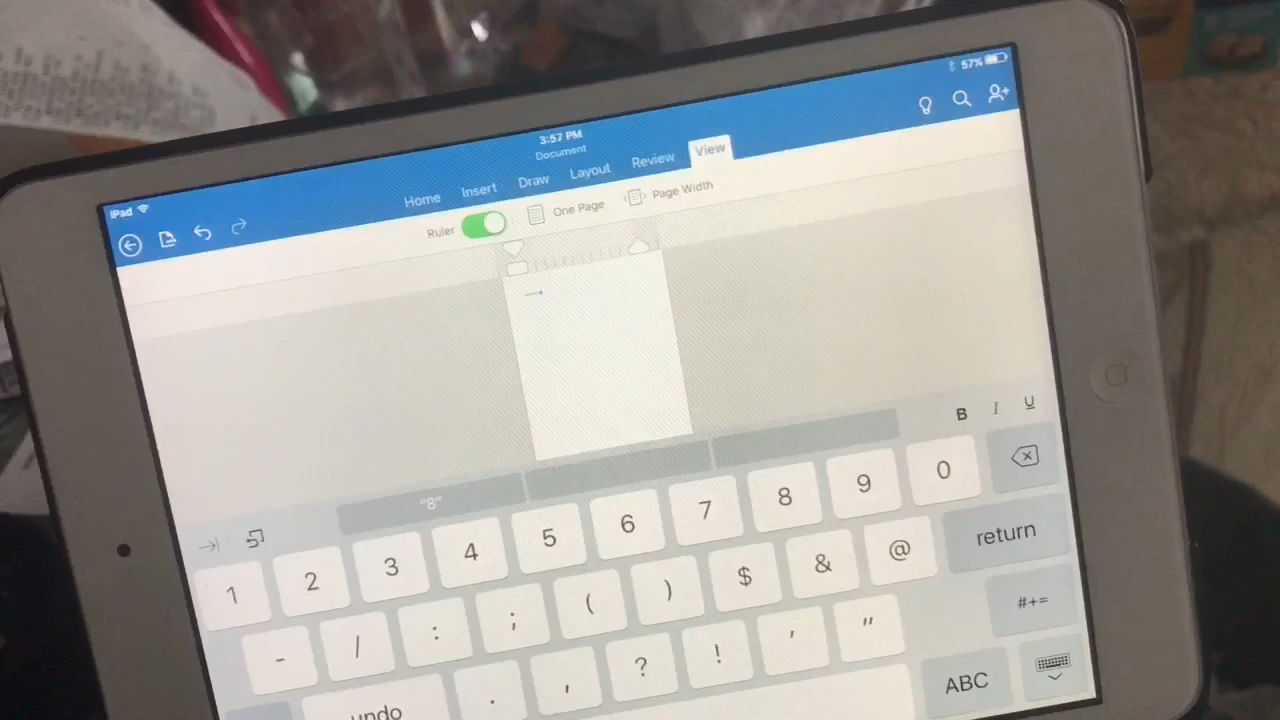 57%
3:57 PM
Document
iPad
Home Insert Draw Layout Review View
Ruler One Page Page Width
B I U
"8"
1 2 3 4 5 6 7 8 9 0
- / : ; ( ) $ & @ return
undo . , ? ! ' " #+=
ABC